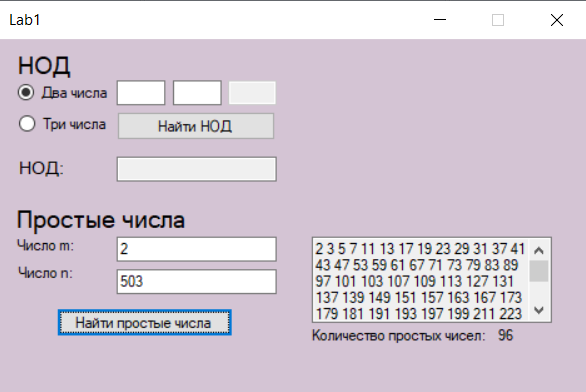 Lab1
НОД
Два числа
Три числа
Найти НОД
НОД:
Простые числа
Число m:
2
Число n:
503
Найти простые числа
2 3 5 7 11 13 17 19 23 29 31 37 41
43 47 53 59 61 67 71 73 79 83 89
97 101 103 107 109 113 127 131
137 139 149 151 157 163 167 173
179 181 191 193 197 199 211 223
Количество простых чисел: 96